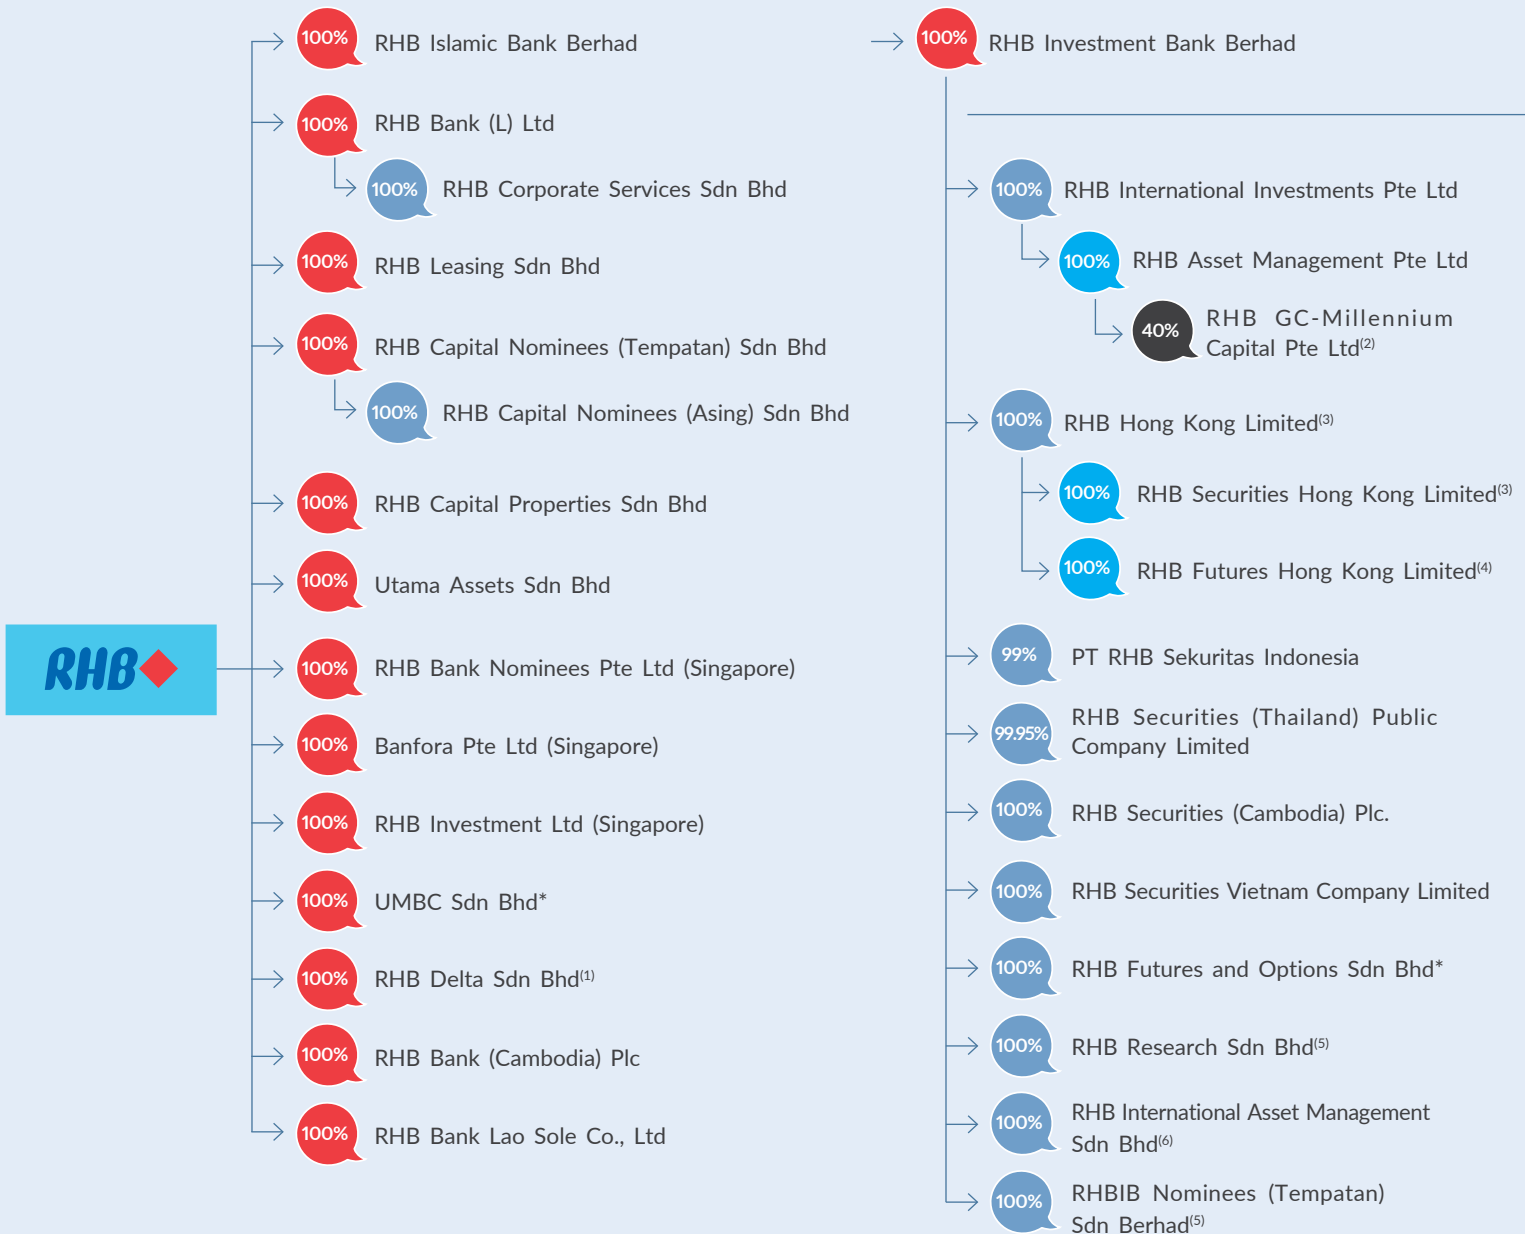 RHB
100% RHB Islamic Bank Berhad
100% RHB Bank (L) Ltd
100% RHB Corporate Services Sdn Bhd
100% RHB Leasing Sdn Bhd
100% RHB Capital Nominees (Tempatan) Sdn Bhd
100% RHB Capital Nominees (Asing) Sdn Bhd
100% RHB Capital Properties Sdn Bhd
100% Utama Assets Sdn Bhd
100% RHB Bank Nominees Pte Ltd (Singapore)
100% Banfora Pte Ltd (Singapore)
100% RHB Investment Ltd (Singapore)
100% UMBC Sdn Bhd*
100% RHB Delta Sdn Bhd(1)
100% RHB Bank (Cambodia) Plc
100% RHB Bank Lao Sole Co., Ltd
100% RHB Investment Bank Berhad
100% RHB International Investments Pte Ltd
100% RHB Asset Management Pte Ltd
40% RHB GC-Millennium
Capital Pte Ltd(2)
100% RHB Hong Kong Limited(3)
100% RHB Securities Hong Kong Limited(3)
100% RHB Futures Hong Kong Limited(4)
99% PT RHB Sekuritas Indonesia
99.95% RHB Securities (Thailand) Public
Company Limited
100% RHB Securities (Cambodia) Plc.
100% RHB Securities Vietnam Company Limited
100% RHB Futures and Options Sdn Bhd*
100% RHB Research Sdn Bhd(5)
100% RHB International Asset Management
Sdn Bhd(6)
100% RHBIB Nominees (Tempatan)
Sdn Berhad(5)